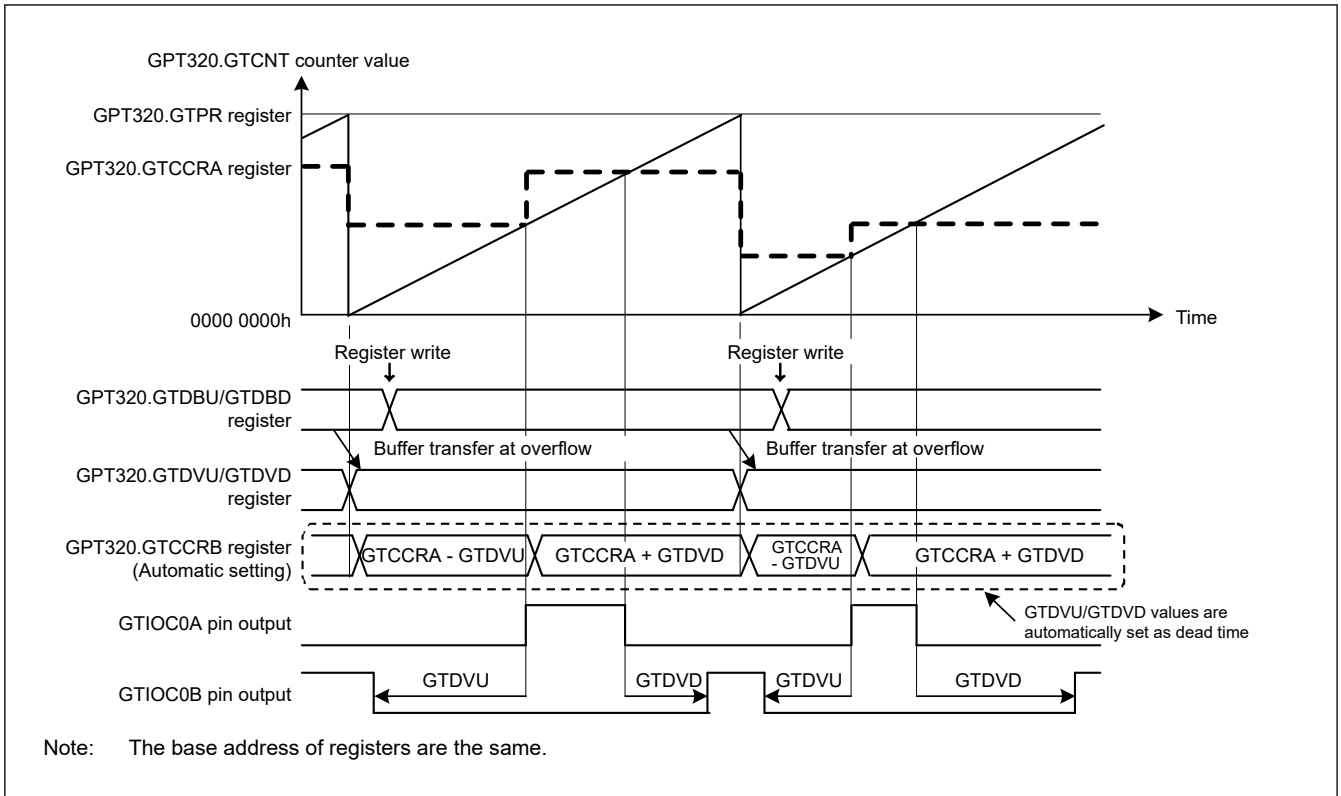 GPT320.GTCNT counter value
GPT320.GTPR register
GPT320.GTCCRA register
0000 0000h
Time
Register write
Register write
GPT320.GTDBU/GTDBD
register
Buffer transfer at overflow
Buffer transfer at overflow
GPT320.GTDVU/GTDVD
register
GPT320.GTCCRB register
(Automatic setting)
GTCCRA - GTDVU
GTCCRA + GTDVD
GTCCRA
- GTDVU
GTCCRA + GTDVD
GTIOC0A pin output
GTDVU/GTDVD values are
automatically set as dead time
GTIOC0B pin output
GTDVU
GTDVD
GTDVU
GTDVD
Note: The base address of registers are the same.